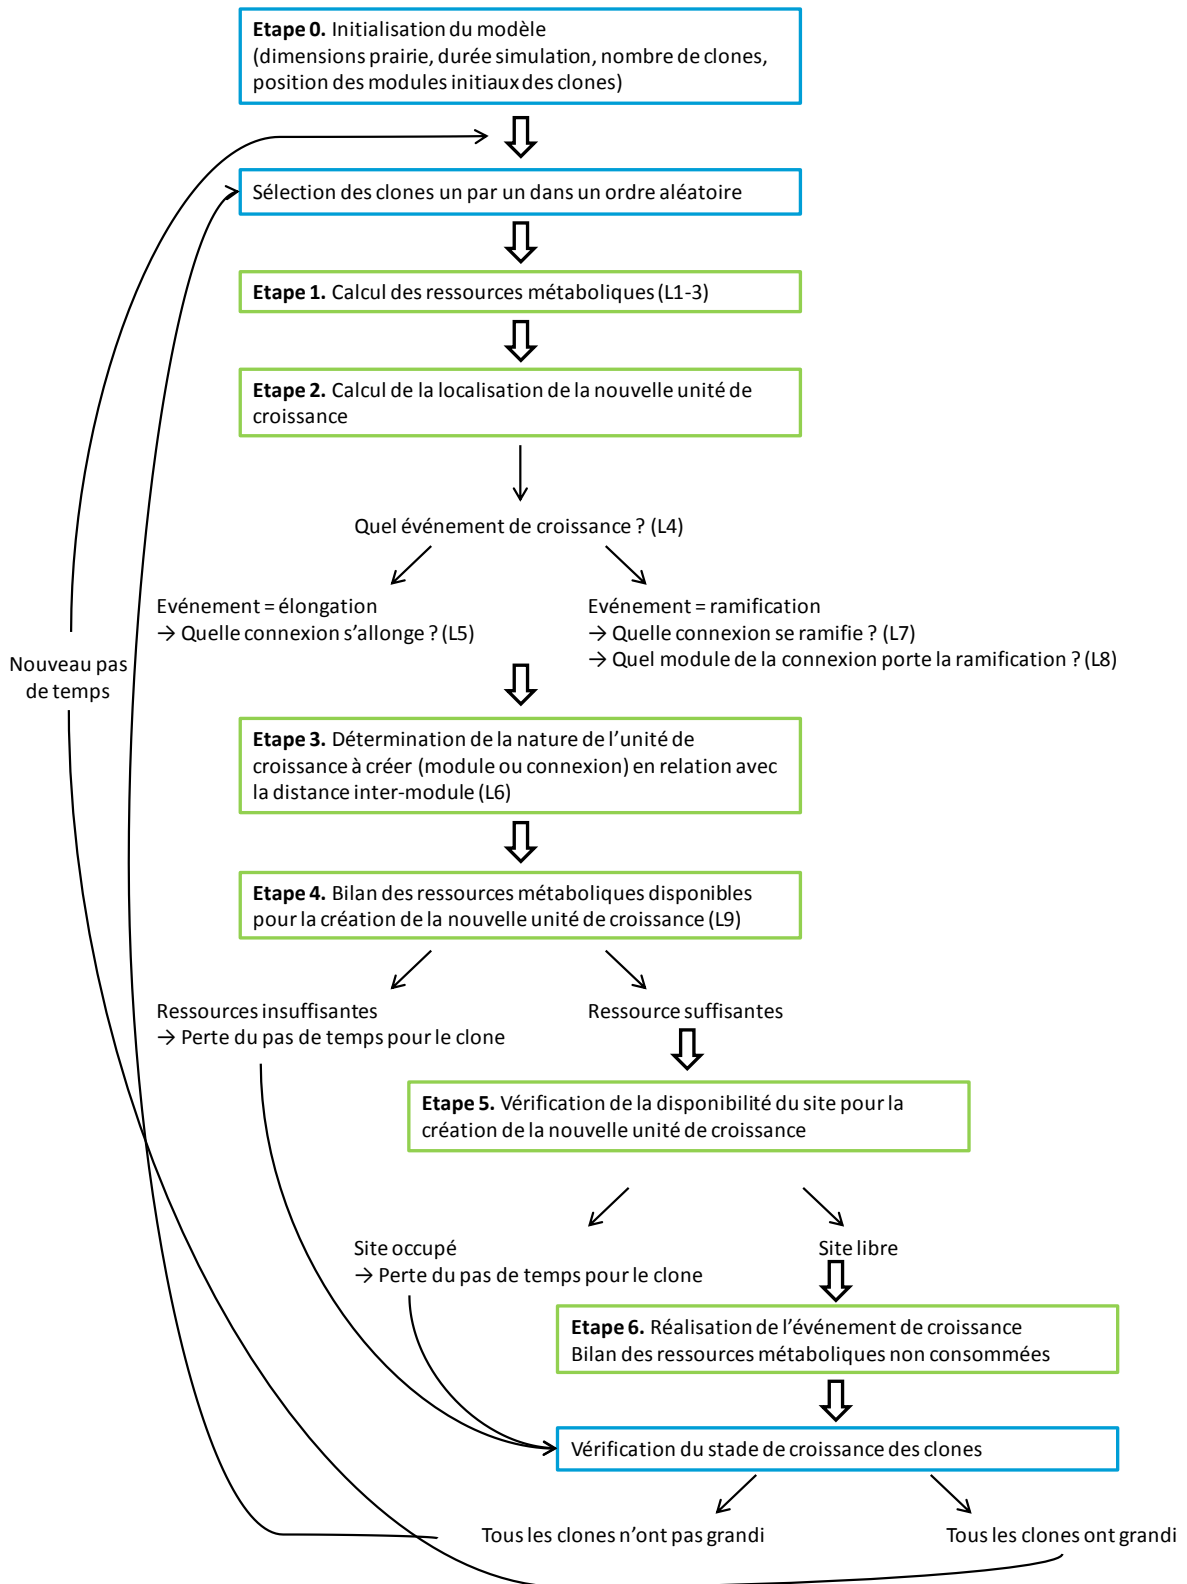 Etape 0. Initialisation du modèle
(dimensions prairie, durée simulation, nombre de clones,
position des modules initiaux des clones)
Sélection des clones un par un dans un ordre aléatoire
Etape 1. Calcul des ressources métaboliques (L1-3)
Etape 2. Calcul de la localisation de la nouvelle unité de
croissance
Quel événement de croissance ? (L4)
Evénement = élongation
→ Quelle connexion s'allonge ? (L5)
Evénement = ramification
→ Quelle connexion se ramifie ? (L7)
→ Quel module de la connexion porte la ramification ? (L8)
Nouveau pas
de temps
Etape 3. Détermination de la nature de l'unité de
croissance à créer (module ou connexion) en relation avec
la distance inter-module (L6)
Etape 4. Bilan des ressources métaboliques disponibles
pour la création de la nouvelle unité de croissance (L9)
Ressources insuffisantes
→ Perte du pas de temps pour le clone
Ressource suffisantes
Etape 5. Vérification de la disponibilité du site pour la
création de la nouvelle unité de croissance
Site occupé
→ Perte du pas de temps pour le clone
Site libre
Etape 6. Réalisation de l'événement de croissance
Bilan des ressources métaboliques non consommées
Vérification du stade de croissance des clones
Tous les clones n'ont pas grandi
Tous les clones ont grandi